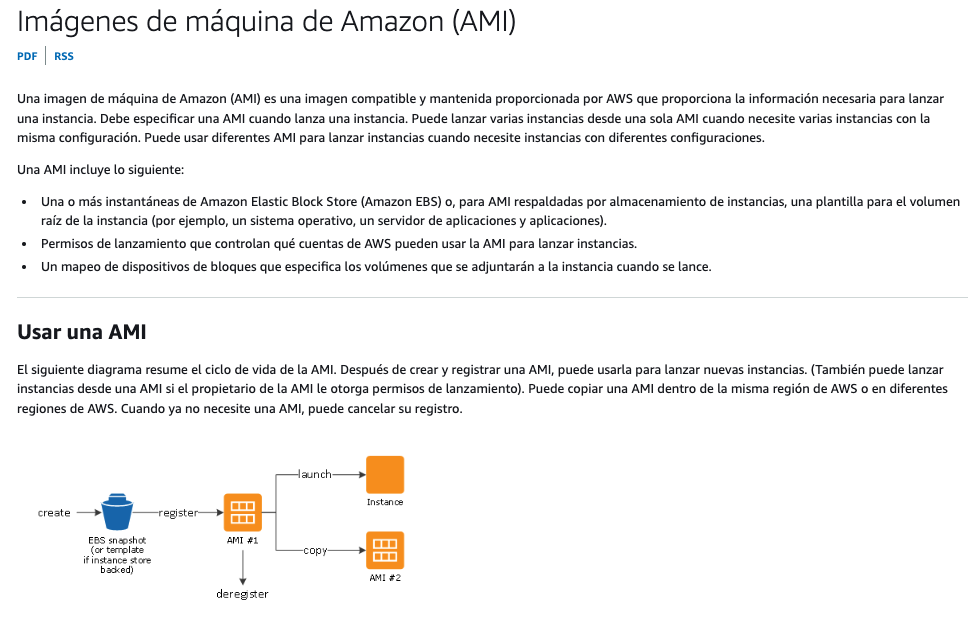 Imágenes de máquina de Amazon (AMI)
PDF | RSS
Una imagen de máquina de Amazon (AMI) es una imagen compatible y mantenida proporcionada por AWS que proporciona la información necesaria para lanzar
una instancia. Debe especificar una AMI cuando lanza una instancia. Puede lanzar varias instancias desde una sola AMI cuando necesite varias instancias con la
misma configuración. Puede usar diferentes AMI para lanzar instancias cuando necesite instancias con diferentes configuraciones.
Una AMI incluye lo siguiente:
• Una o más instantáneas de Amazon Elastic Block Store (Amazon EBS) o, para AMI respaldadas por almacenamiento de instancias, una plantilla para el volumen
raíz de la instancia (por ejemplo, un sistema operativo, un servidor de aplicaciones y aplicaciones).
• Permisos de lanzamiento que controlan qué cuentas de AWS pueden usar la AMI para lanzar instancias.
• Un mapeo de dispositivos de bloques que especifica los volúmenes que se adjuntarán a la instancia cuando se lance.
Usar una AMI
El siguiente diagrama resume el ciclo de vida de la AMI. Después de crear y registrar una AMI, puede usarla para lanzar nuevas instancias. (También puede lanzar
instancias desde una AMI si el propietario de la AMI le otorga permisos de lanzamiento). Puede copiar una AMI dentro de la misma región de AWS o en diferentes
regiones de AWS. Cuando ya no necesite una AMI, puede cancelar su registro.
create
EBS snapshot
(or template
if instance store
backed)
register
AMI #1
launch
Instance
copy
AMI #2
deregister